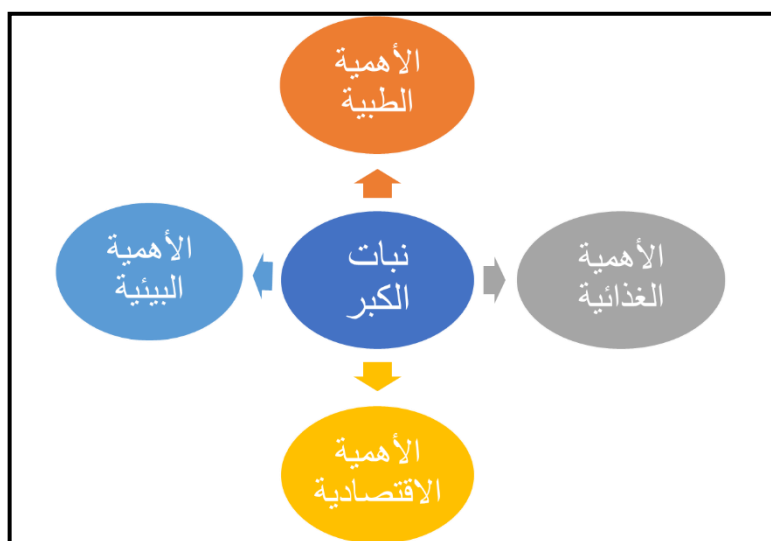 الأهمية
الطبية
نبات
الكبر
الأهمية
الغذائية
الأهمية
البيئية
الأهمية
الاقتصادية